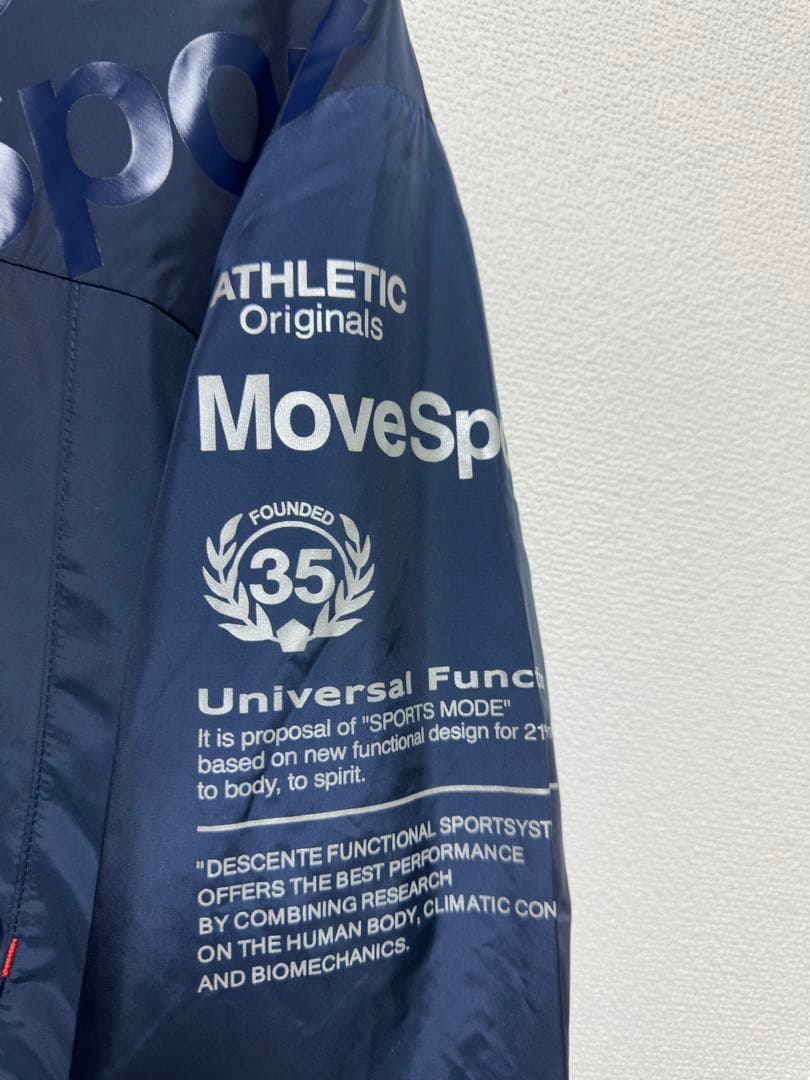 Spor
ATHLETIC
Originals
MoveSpo
FOUNDED
35
Universal Funct
It is proposal of "SPORTS MODE"
based on new functional design for 21
to body, to spirit.
"DESCENTE FUNCTIONAL SPORTSYST
OFFERS THE BEST PERFORMANCE
BY COMBINING RESEARCH
ON THE HUMAN BODY, CLIMATIC CON
AND BIOMECHANICS.